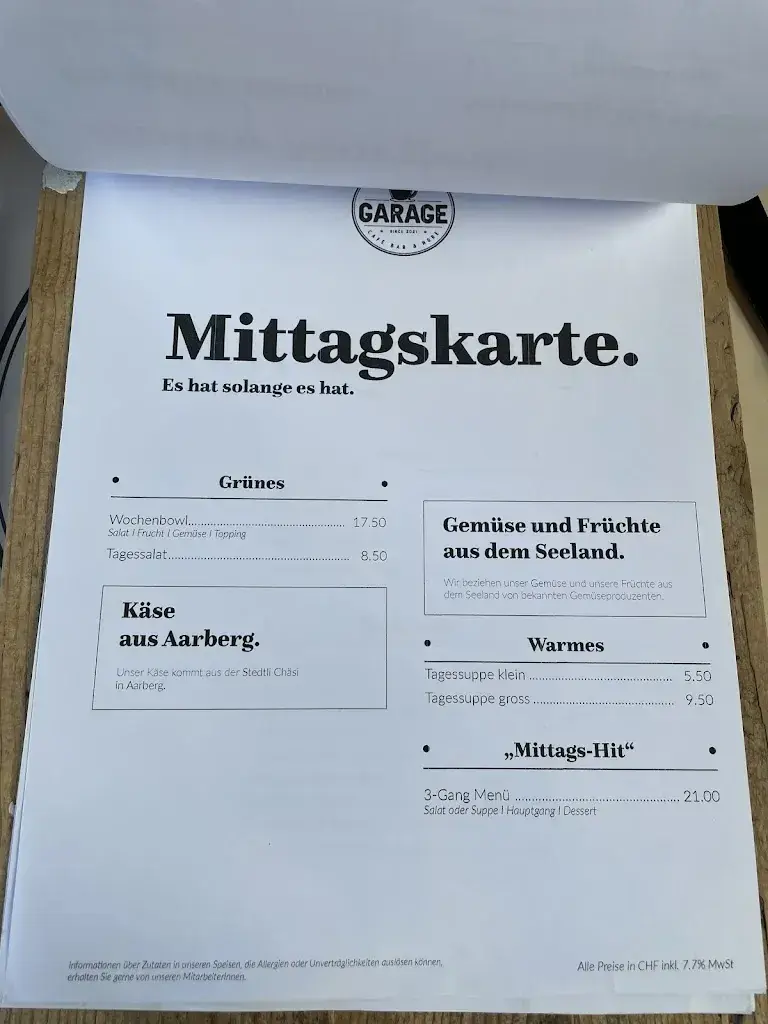 GARAGE
SINCE 2021
CAFE BAR & MORE
Mittagskarte.
Es hat solange es hat.
Grünes
Wochenbowl.......... 17.50
Salat | Frucht | Gemüse | Topping
Tagessalat.......... 8.50
Käse
aus Aarberg.
Unser Käse kommt aus der Stedtli Chäsi
in Aarberg.
Gemüse und Früchte
aus dem Seeland.
Wir beziehen unser Gemüse und unsere Früchte aus
dem Seeland von bekannten Gemüseproduzenten.
Warmes
Tagessuppe klein .......... 5.50
Tagessuppe gross .......... 9.50
„Mittags-Hit“
3-Gang Menü .......... 21.00
Salat oder Suppe | Hauptgang | Dessert
Informationen über Zutaten in unseren Speisen, die Allergien oder Unverträglichkeiten auslösen können,
erhalten Sie gerne von unseren MitarbeiterInnen.
Alle Preise in CHF inkl. 7.7% MwSt